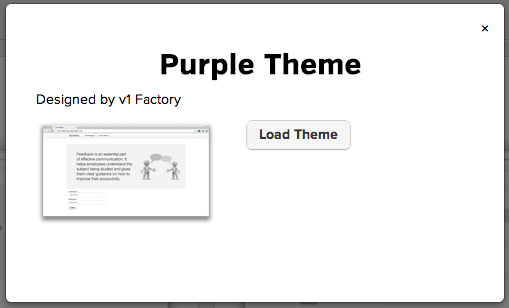 ×
Purple Theme
Designed by v1 Factory
Load Theme
Feedback is an essential part
of effective communication. It
helps employees understand the
subject being studied and gives
them clear guidance on how to
improve their productivity.